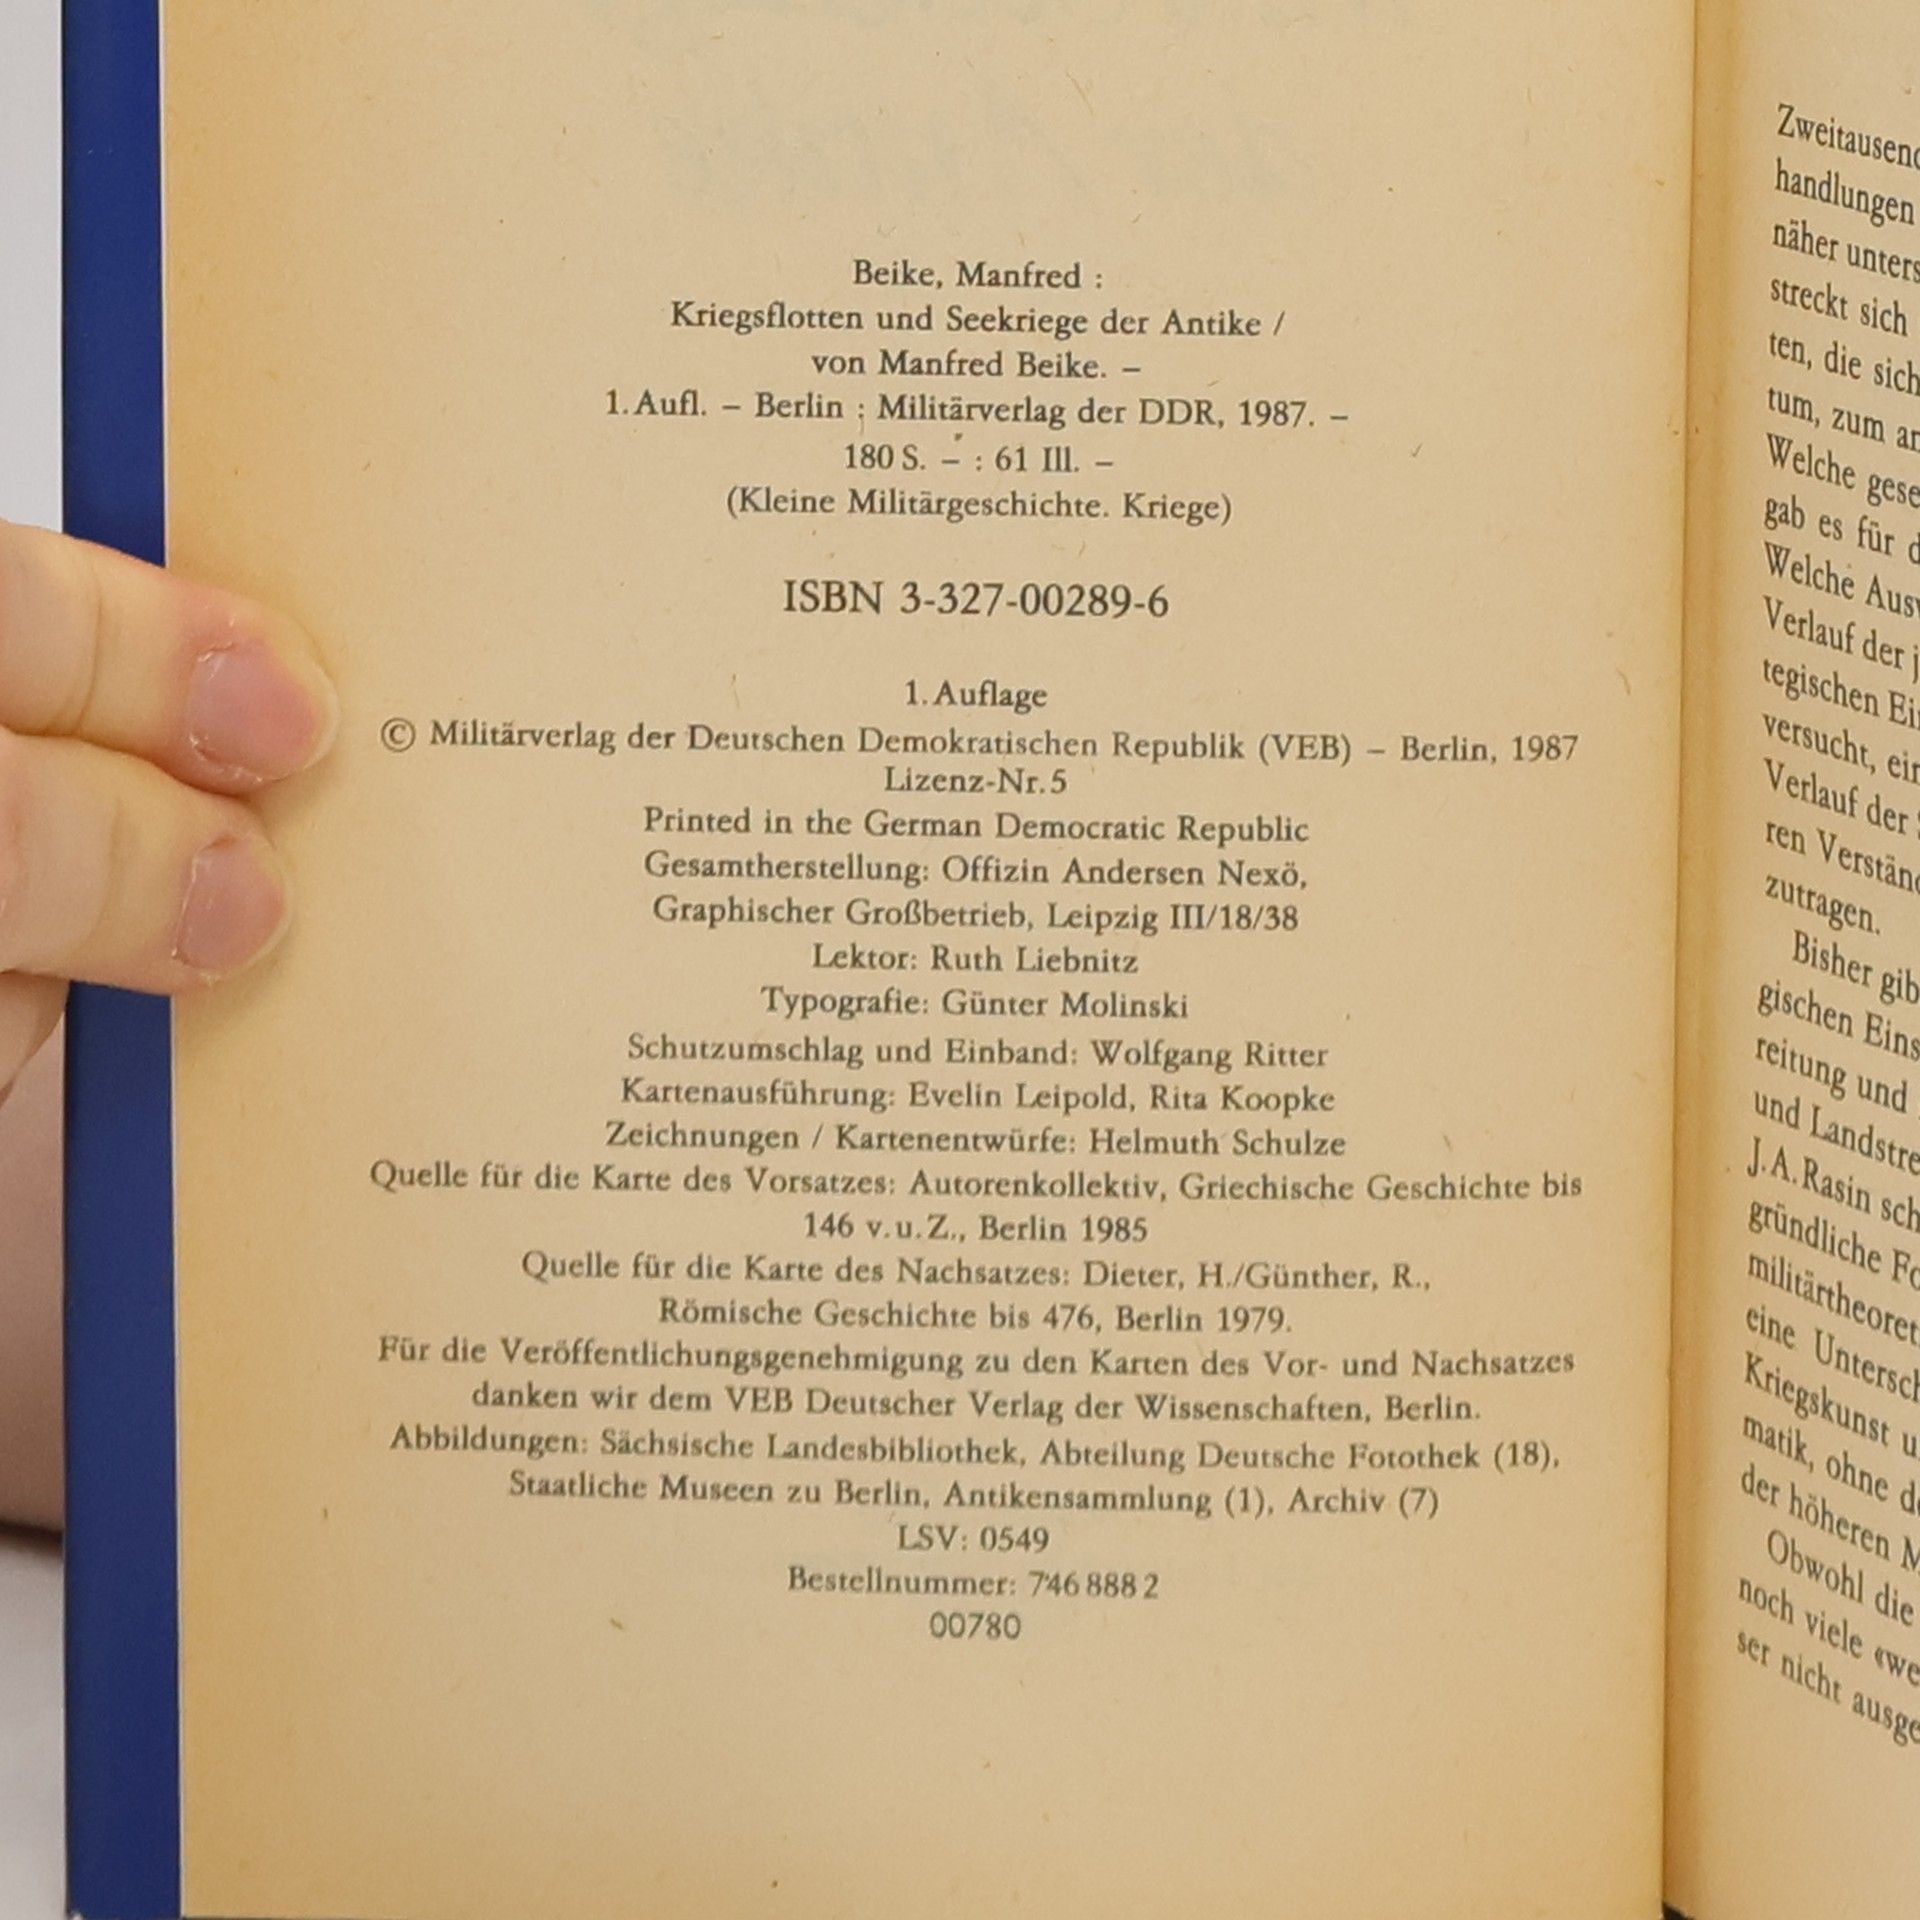 Beike, Manfred :
Kriegsflotten und Seekriege der Antike /
von Manfred Beike. –
1. Aufl. – Berlin : Militärverlag der DDR, 1987. –
180 S. – : 61 Ill. –
(Kleine Militärgeschichte. Kriege)
ISBN 3-327-00289-6
1. Auflage
© Militärverlag der Deutschen Demokratischen Republik (VEB) – Berlin, 1987
Lizenz-Nr. 5
Printed in the German Democratic Republic
Gesamtherstellung: Offizin Andersen Nexö,
Graphischer Großbetrieb, Leipzig III/18/38
Lektor: Ruth Liebnitz
Typografie: Günter Molinski
Schutzumschlag und Einband: Wolfgang Ritter
Kartenausführung: Evelin Leipold, Rita Koopke
Zeichnungen / Kartenentwürfe: Helmuth Schulze
Quelle für die Karte des Vorsatzes: Autorenkollektiv, Griechische Geschichte bis
146 v. u. Z., Berlin 1985
Quelle für die Karte des Nachsatzes: Dieter, H./Günther, R.,
Römische Geschichte bis 476, Berlin 1979.
Für die Veröffentlichungsgenehmigung zu den Karten des Vor- und Nachsatzes
danken wir dem VEB Deutscher Verlag der Wissenschaften, Berlin.
Abbildungen: Sächsische Landesbibliothek, Abteilung Deutsche Fotothek (18),
Staatliche Museen zu Berlin, Antikensammlung (1), Archiv (7)
LSV: 0549
Bestellnummer: 746 888 2
00780
handlungen
näher
streckt sich
ten, die sich
tum, zum
Welche
gab es für
Welche
Verlauf der
tegischen
versucht,
Verlauf der
ren
zutragen.
Bisher
gischen
reitung und
und
J. A. Rasin
gründliche
eine
Kriegskunst
matik, ohne
der höheren
Obwohl die
noch viele
ser nicht